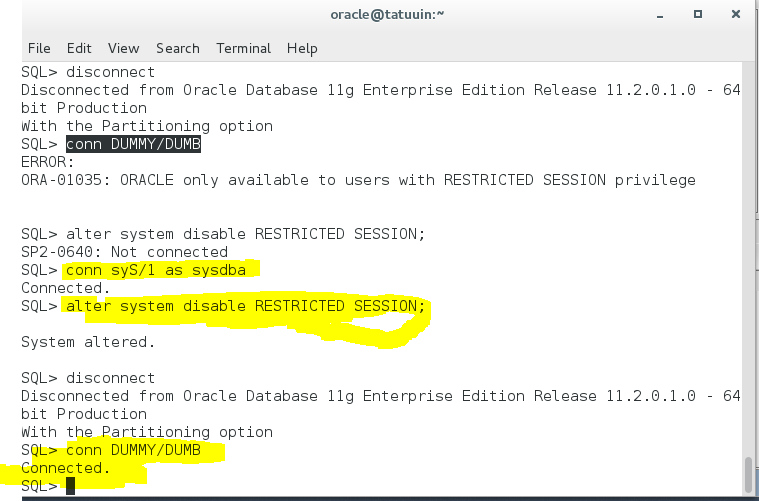 oracle@tatuuin:~
File Edit View Search Terminal Help
SQL> disconnect
Disconnected from Oracle Database 11g Enterprise Edition Release 11.2.0.1.0 - 64
bit Production
With the Partitioning option
SQL> conn DUMMY/DUMB
ERROR:
ORA-01035: ORACLE only available to users with RESTRICTED SESSION privilege
SQL> alter system disable RESTRICTED SESSION;
SP2-0640: Not connected
SQL> conn syS/1 as sysdba
Connected.
SQL> alter system disable RESTRICTED SESSION;
System altered.
SQL> disconnect
Disconnected from Oracle Database 11g Enterprise Edition Release 11.2.0.1.0 - 64
bit Production
With the Partitioning option
SQL> conn DUMMY/DUMB
Connected.
SQL>